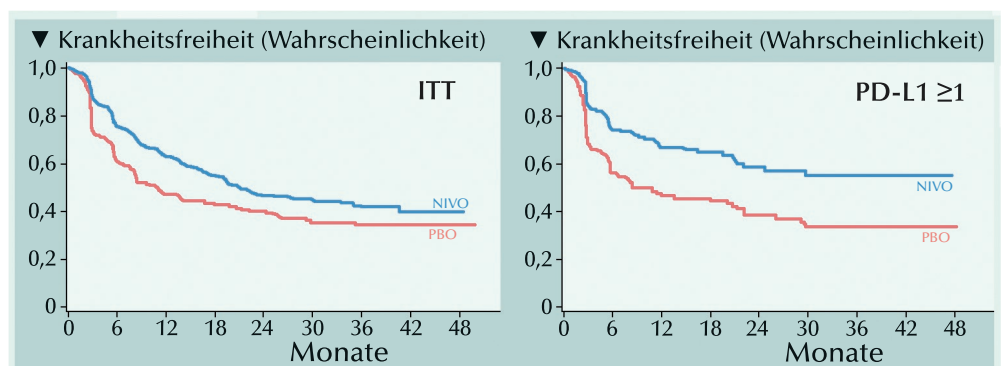 ▼ Krankheitsfreiheit (Wahrscheinlichkeit)
1,0
0,8
0,6
0,4
0,2
0
ITT
NIVO
PBO
0 6 12 18 24 30 36 42 48
Monate
▼ Krankheitsfreiheit (Wahrscheinlichkeit)
1,0
0,8
0,6
0,4
0,2
0
PD-L1 ≥1
NIVO
PBO
0 6 12 18 24 30 36 42 48
Monate